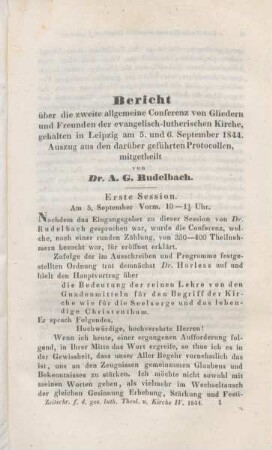 Bericht
über die zweite allgemeine Conferenz von Gliedern
und Freunden der evangelisch-lutherischen Kirche,
gehalten in Leipzig am 5. und 6. September 1844.
Auszug aus den darüber geführten Protocollen,
mitgetheilt
von
Dr. A. G. Rudelbach.
Erste Session.
Am 5. September Vorm. 10—1½ Uhr.
Nachdem das Eingangsgebet zu dieser Session von Dr.
Rudelbach gesprochen war, wurde die Conferenz, wel-
che, nach einer runden Zählung, von 350—400 Theilneh-
mern besucht war, für eröffnet erklärt.
Zufolge der im Ausschreiben und Programme festge-
stellten Ordnung trat demnächst Dr. Harless auf und
hielt den Hauptvortrag über
die Bedeutung der reinen Lehre von den
Gnadenmitteln für den Begriff der Kir-
che wie für die Seelsorge und das leben-
dige Christenthum.
Er sprach Folgendes.
Hochwürdige, hochverehrte Herren!
Wenn ich heute, einer ergangenen Aufforderung folg-
end, in Ihrer Mitte das Wort ergreife, so thue ich es in
der Gewissheit, dass unser Aller Begehr vornehmlich das
ist, uns an den Zeugnissen gemeinsamen Glaubens und
Bekenntnisses zu stärken. Ich möchte nicht sowohl mit
meinen Worten geben, als vielmehr im Wechseltausch
der gleichen Gesinnung Erhebung, Stärkung und Festi-
Zeitschr. f. d. ges. luth. Theol. u. Kirche IV. 1844. 1